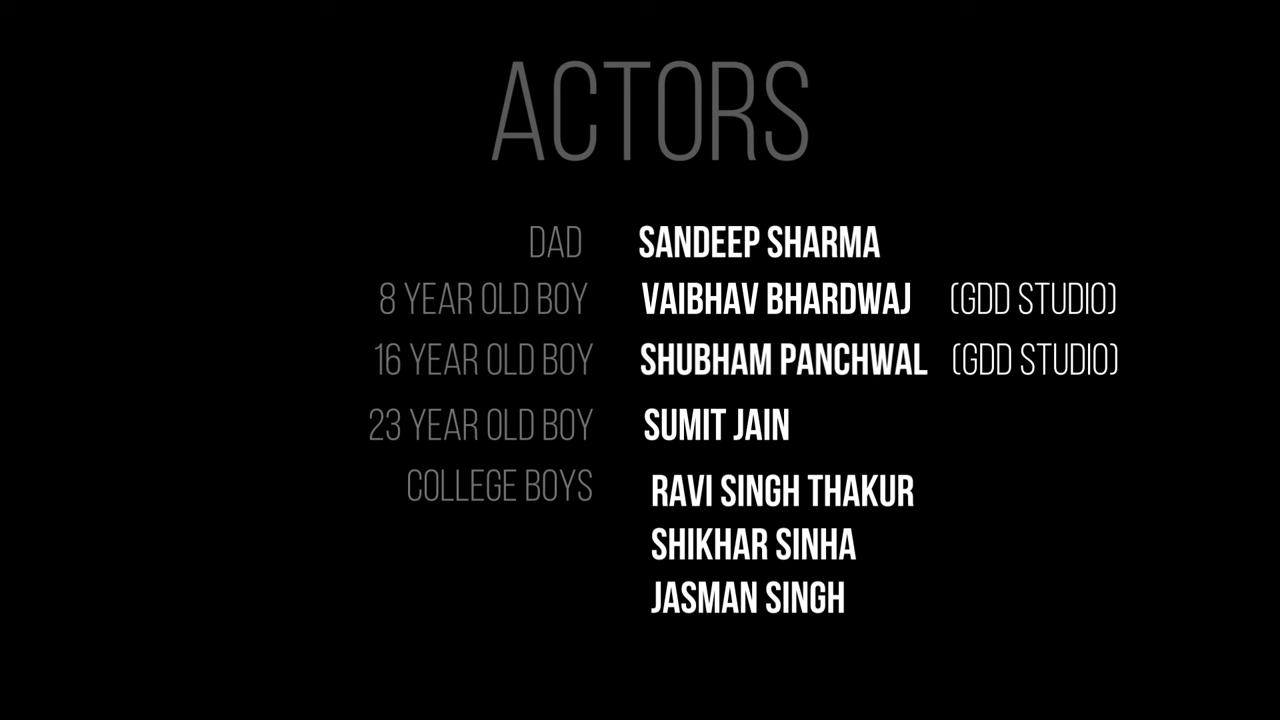 ACTORS
DAD SANDEEP SHARMA
8 YEAR OLD BOY VAIBHAV BHARDWAJ (GDD STUDIO)
16 YEAR OLD BOY SHUBHAM PANCHWAL (GDD STUDIO)
23 YEAR OLD BOY SUMIT JAIN
COLLEGE BOYS RAVI SINGH THAKUR
SHIKHAR SINHA
JASMAN SINGH